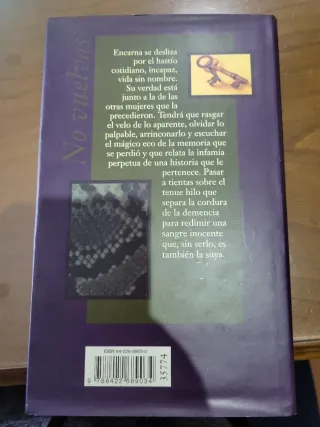 No vuelvas
Encarna se desliza
por el hastío
cotidiano, incapaz,
vida sin nombre.
Su verdad está
junto a la de las
otras mujeres que la
precedieron. Tendrá que rasgar
el velo de lo aparente, olvidar lo
palpable, arrinconarlo y escuchar
el mágico eco de la memoria que
se perdió y que relata la infamia
perpetua de una historia que le
pertenece. Pasar
a tientas sobre el
tenue hilo que
separa la cordura
de la demencia
para redimir una
sangre inocente
que, sin serlo, es
también la suya.
35774